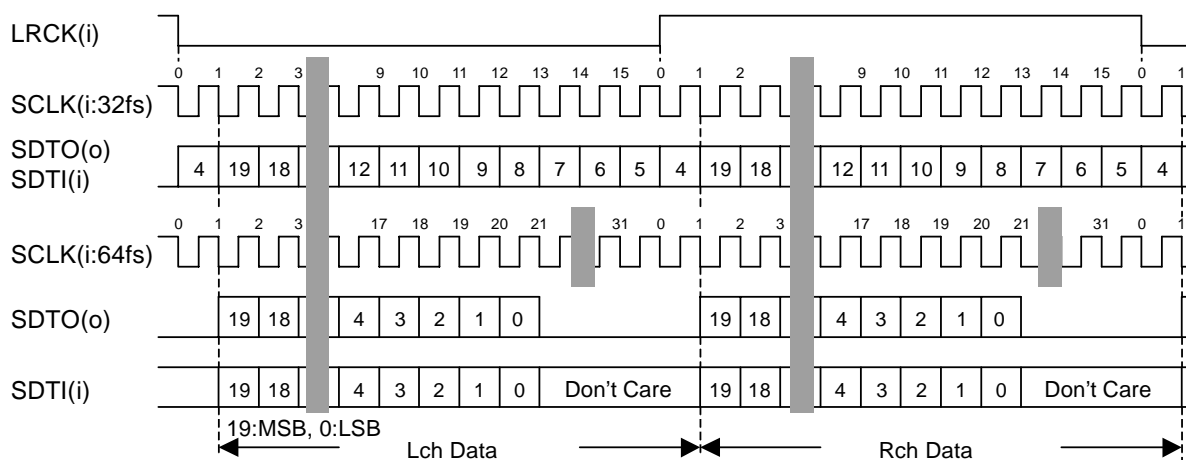 LRCK(i)
0 1 2 3 9 10 11 12 13 14 15 0 1 2 9 10 11 12 13 14 15 0 1
SCLK(i:32fs)
SDTO(o)
SDTI(i)
4 19 18 12 11 10 9 8 7 6 5 4 19 18 12 11 10 9 8 7 6 5 4
0 1 2 3 17 18 19 20 21 31 0 1 2 3 17 18 19 20 21 31 0 1
SCLK(i:64fs)
SDTO(o) 19 18 4 3 2 1 0 19 18 4 3 2 1 0
SDTI(i) 19 18 4 3 2 1 0 Don't Care 19 18 4 3 2 1 0 Don't Care
19:MSB, 0:LSB
Lch Data Rch Data